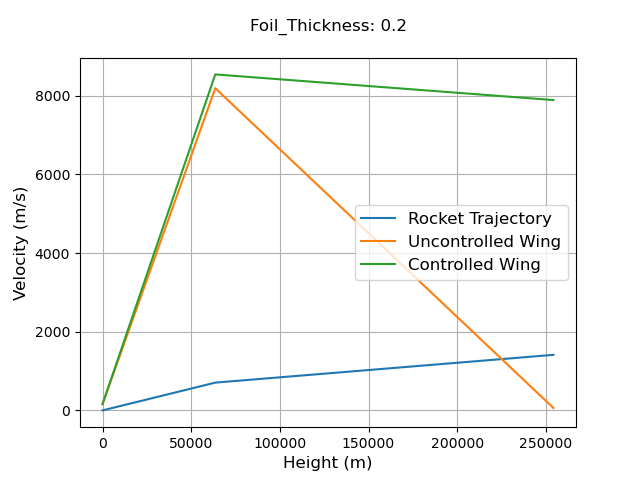 Foil_Thickness: 0.2
8000
6000
4000
2000
0
Velocity (m/s)
Rocket Trajectory
Uncontrolled Wing
Controlled Wing
0 50000 100000 150000 200000 250000
Height (m)